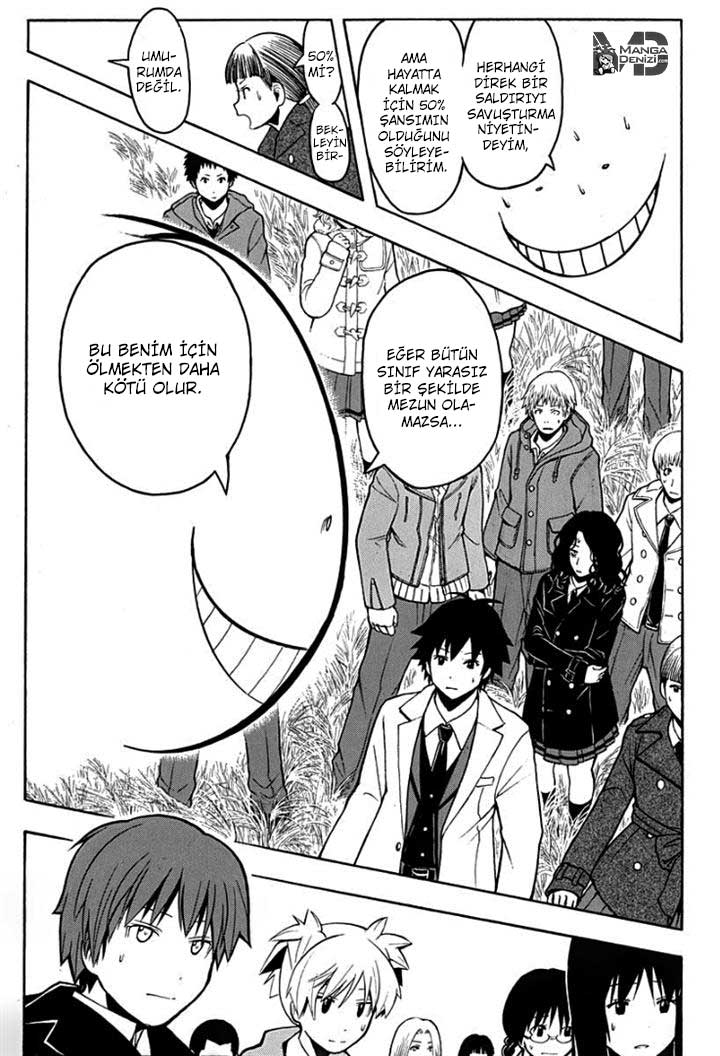 MD
MANGA
DENİZİ.com
HERHANGİ
DİREK BİR
SALDIRIYI
SAVUŞTURMA
NİYETİN-
DEYİM,
AMA
HAYATTA
KALMAK
İÇİN 50%
ŞANSIMIN
OLDUĞUNU
SÖYLEYE-
BİLİRİM.
50%
Mİ?
BEK-
LEYİN
BİR-
UMU-
RUMDA
DEĞİL.
EĞER BÜTÜN
SINIF YARASIZ
BİR ŞEKİLDE
MEZUN OLA-
MAZSA...
BU BENİM İÇİN
ÖLMEKTEN DAHA
KÖTÜ OLUR.